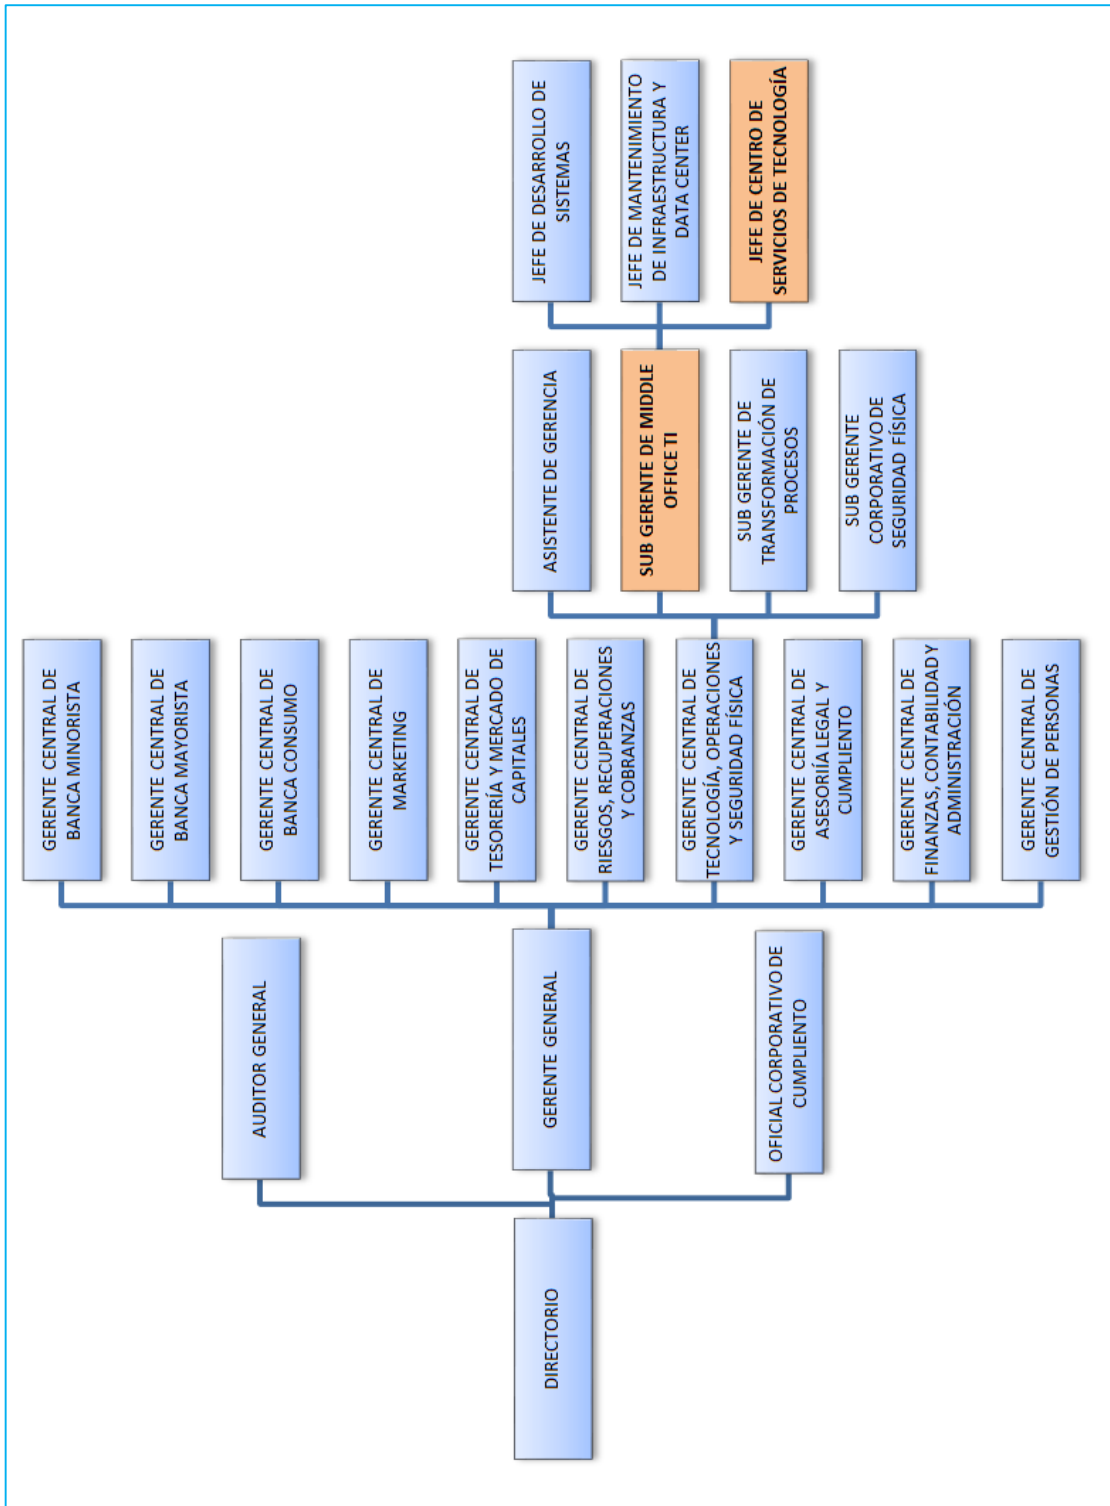 DIRECTORIO
AUDITOR GENERAL
GERENTE GENERAL
OFICIAL CORPORATIVO DE
CUMPLIENTO
GERENTE CENTRAL DE
BANCA MINORISTA
GERENTE CENTRAL DE
BANCA MAYORISTA
GERENTE CENTRAL DE
BANCA CONSUMO
GERENTE CENTRAL DE
MARKETING
GERENTE CENTRAL DE
TESORERÍA Y MERCADO DE
CAPITALES
GERENTE CENTRAL DE
RIESGOS, RECUPERACIONES
Y COBRANZAS
GERENTE CENTRAL DE
TECNOLOGÍA, OPERACIONES
Y SEGURIDAD FÍSICA
GERENTE CENTRAL DE
ASESORIÍA LEGAL Y
CUMPLIENTO
GERENTE CENTRAL DE
FINANZAS, CONTABILIDAD Y
ADMINISTRACIÓN
GERENTE CENTRAL DE
GESTIÓN DE PERSONAS
ASISTENTE DE GERENCIA
SUB GERENTE DE MIDDLE
OFFICE TI
SUB GERENTE DE
TRANSFORMACIÓN DE
PROCESOS
SUB GERENTE
CORPORATIVO DE
SEGURIDAD FÍSICA
JEFE DE DESARROLLO DE
SISTEMAS
JEFE DE MANTENIMIENTO
DE INFRAESTRUCTURA Y
DATA CENTER
JEFE DE CENTRO DE
SERVICIOS DE TECNOLOGÍA